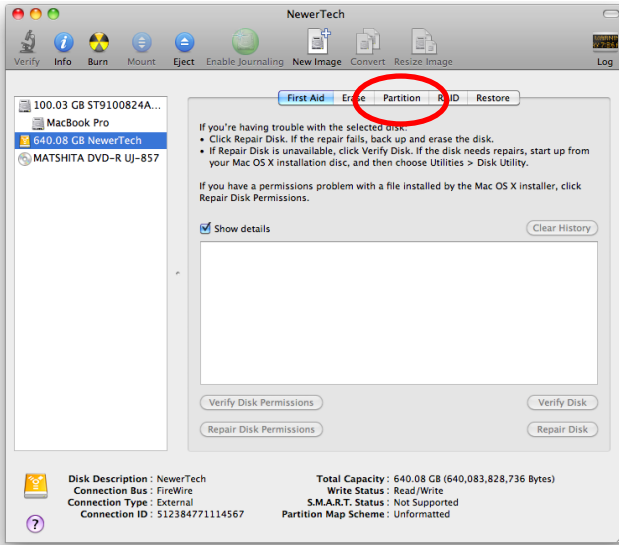 NewerTech
Verify Info Burn Mount Eject Enable Journaling New Image Convert Resize Image Log
100.03 GB ST9100824A...
MacBook Pro
640.08 GB NewerTech
MATSHITA DVD-R UJ-857
First Aid Erase Partition RAID Restore
If you're having trouble with the selected disk:
• Click Repair Disk. If the repair fails, back up and erase the disk.
• If Repair Disk is unavailable, click Verify Disk. If the disk needs repairs, start up from
your Mac OS X installation disc, and then choose Utilities > Disk Utility.
If you have a permissions problem with a file installed by the Mac OS X installer, click
Repair Disk Permissions.
Show details
Clear History
Verify Disk Permissions
Verify Disk
Repair Disk Permissions
Repair Disk
Disk Description : NewerTech
Connection Bus : FireWire
Connection Type : External
Connection ID : 512384771114567
Total Capacity : 640.08 GB (640,083,828,736 Bytes)
Write Status : Read/Write
S.M.A.R.T. Status : Not Supported
Partition Map Scheme : Unformatted
?